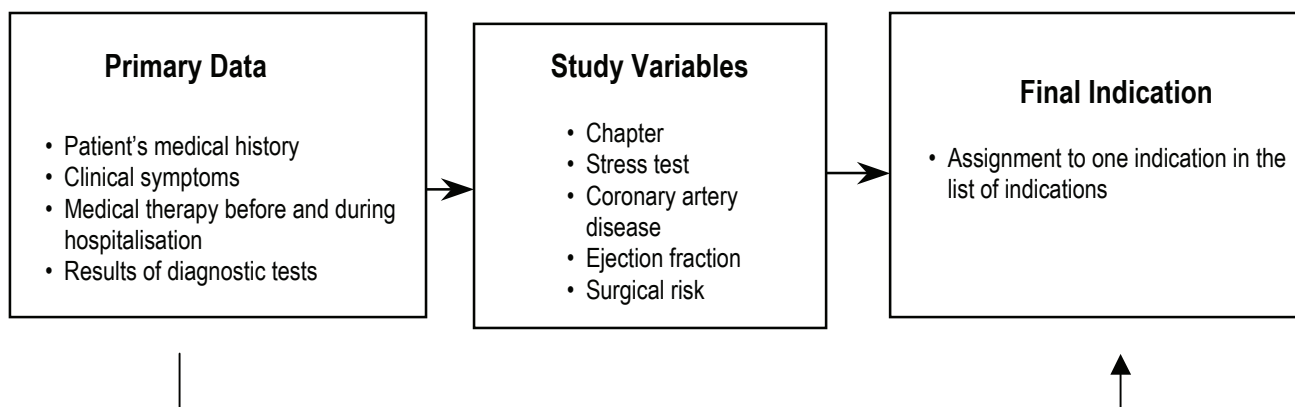 Primary Data
• Patient's medical history
• Clinical symptoms
• Medical therapy before and during
hospitalisation
• Results of diagnostic tests
Study Variables
• Chapter
• Stress test
• Coronary artery
disease
• Ejection fraction
• Surgical risk
Final Indication
• Assignment to one indication in the
list of indications